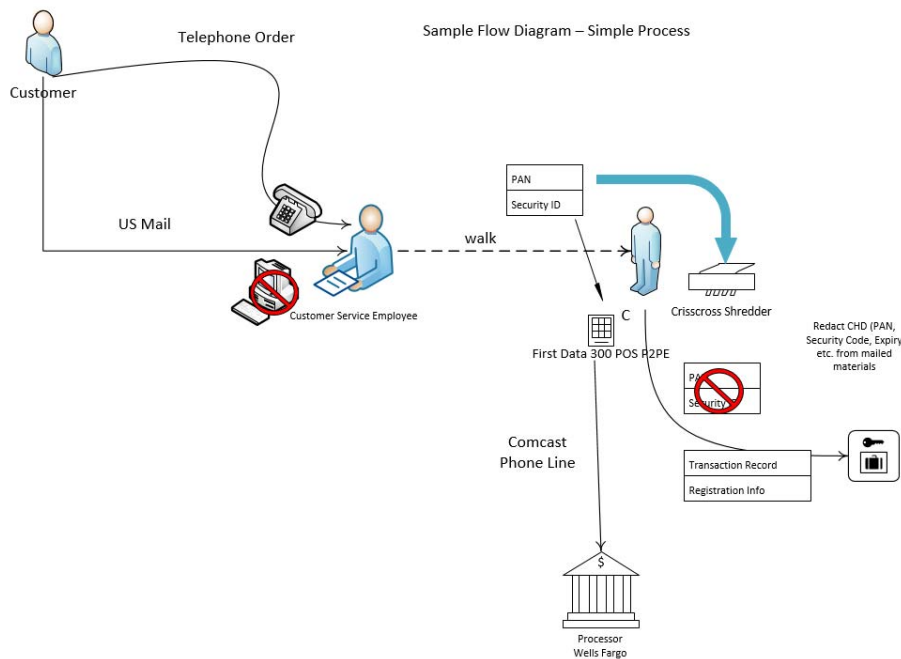 Sample Flow Diagram – Simple Process
Telephone Order
Customer
US Mail
Customer Service Employee
walk
PAN
Security ID
C
First Data 300 POS P2PE
Crisscross Shredder
Redact CHD (PAN,
Security Code, Expiry
etc. from mailed
materials
PA
Security
Comcast
Phone Line
Transaction Record
Registration Info
$
Processor
Wells Fargo